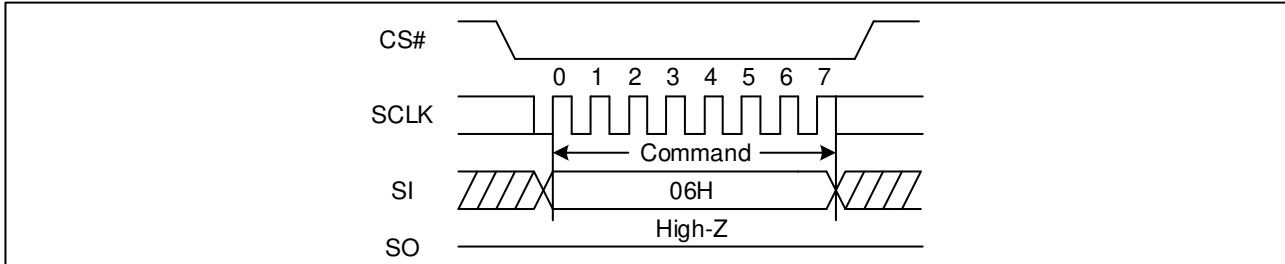 CS#
0 1 2 3 4 5 6 7
SCLK
Command
SI
06H
High-Z
SO